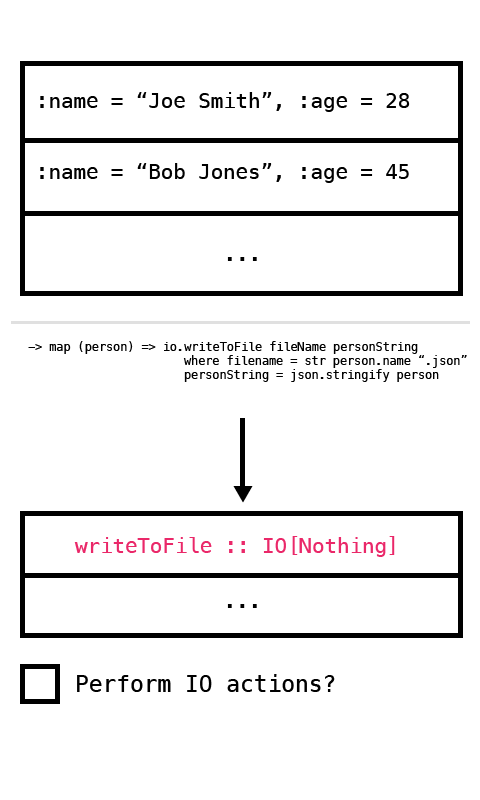 :name = “Joe Smith”, :age = 28
:name = “Bob Jones”, :age = 45
...
–> map (person) => io.writeToFile fileName personString
where filename = str person.name “.json”
personString = json.stringify person
writeToFile :: IO[Nothing]
...
Perform IO actions?